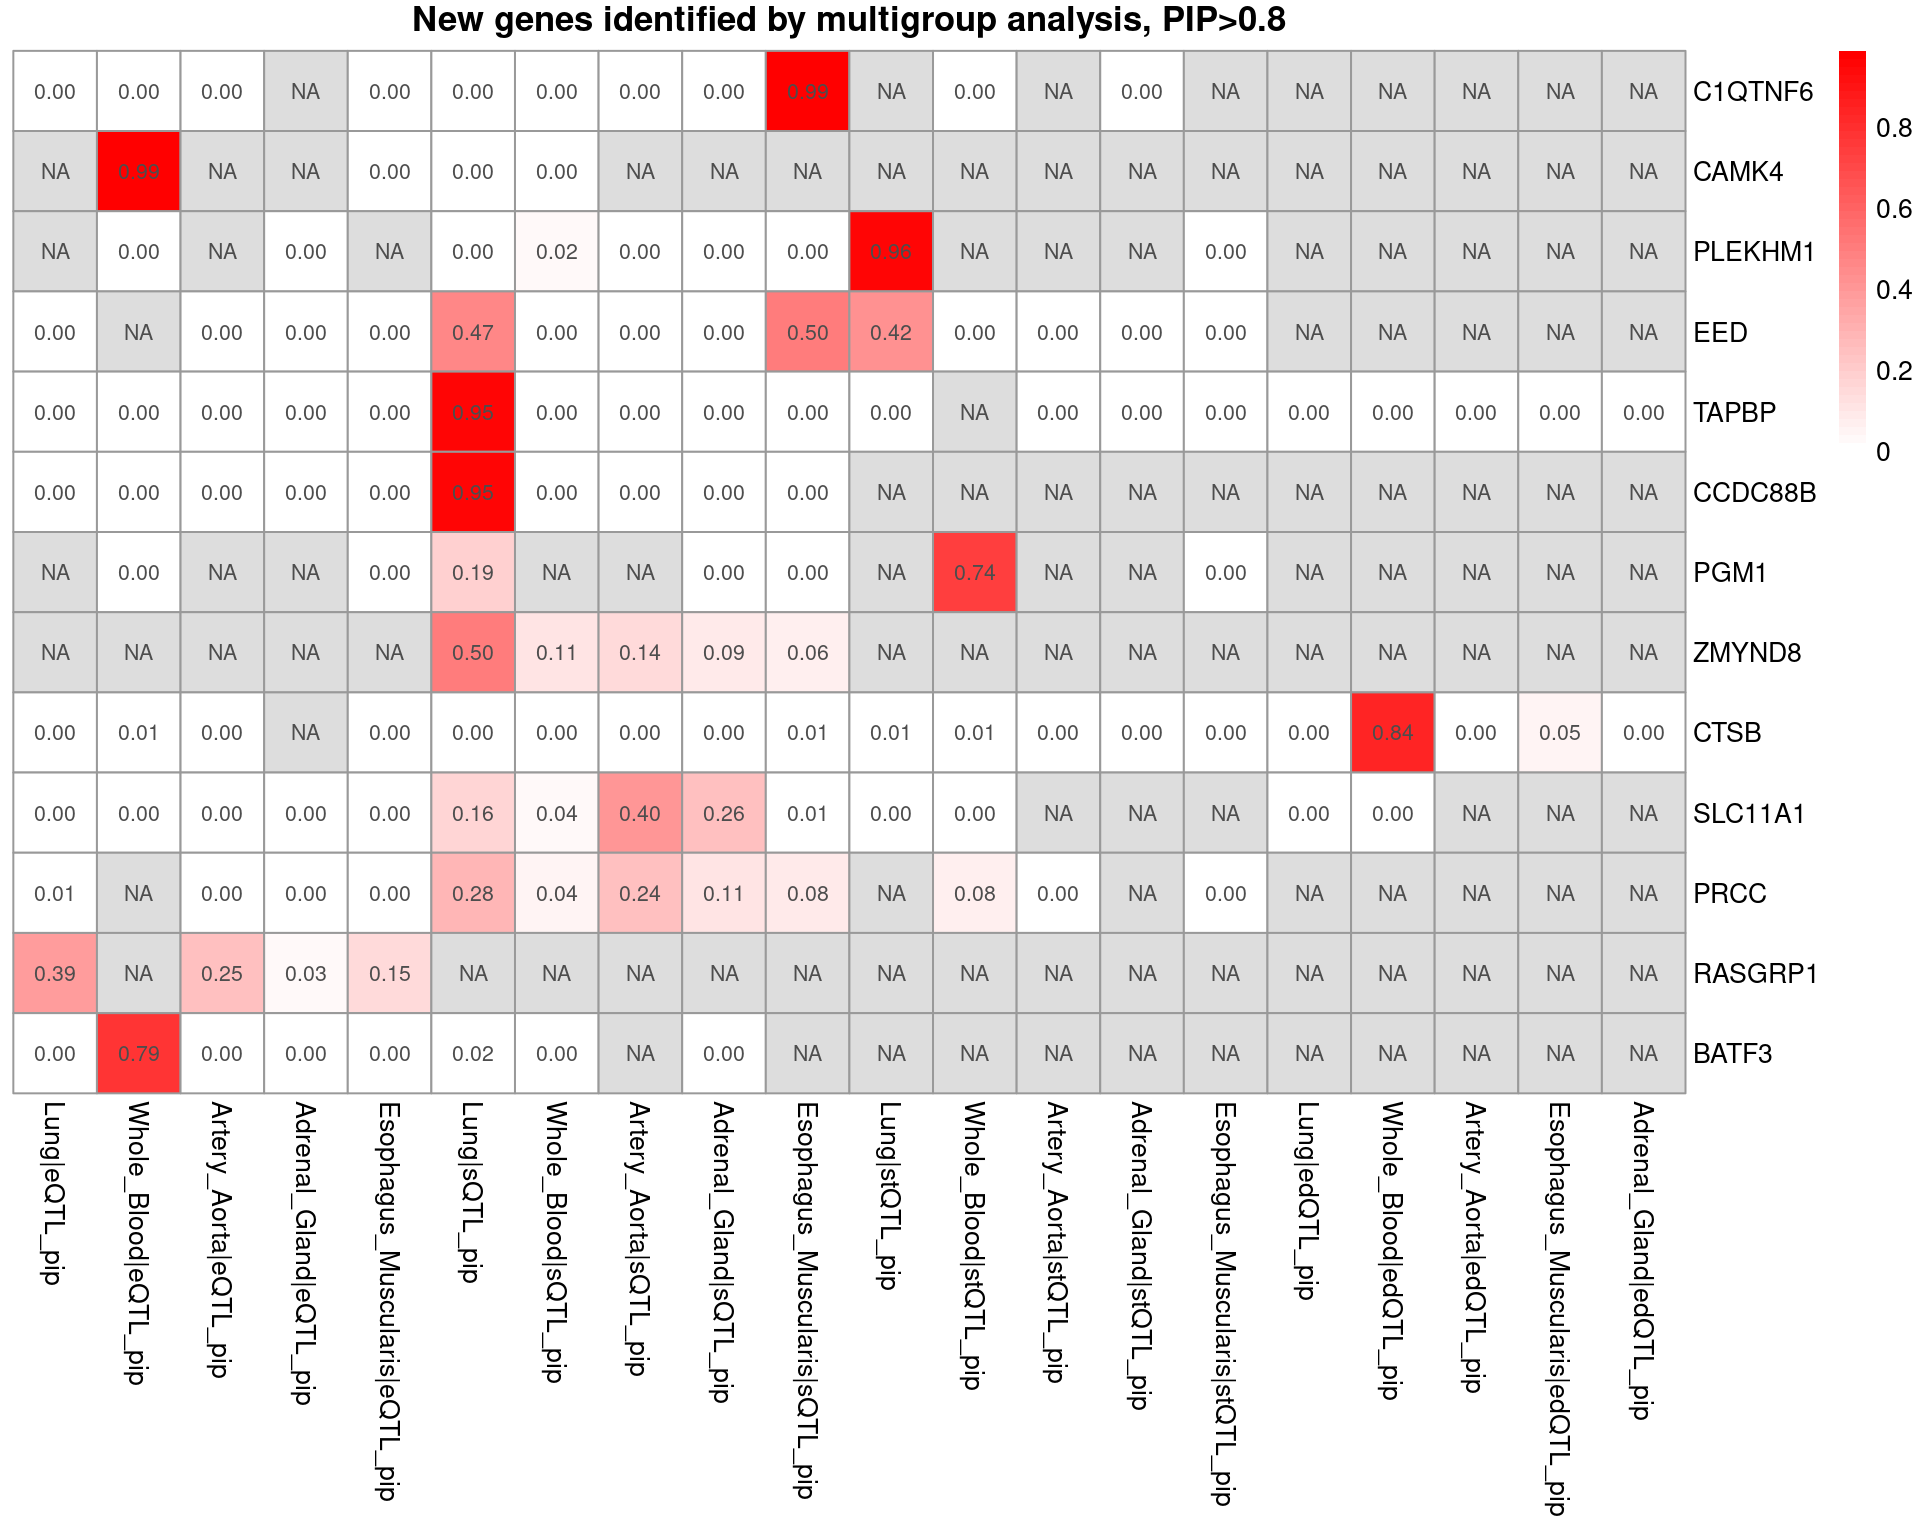 New genes identified by multigroup analysis, PIP>0.8
0.00 0.00 0.00 NA 0.00 0.00 0.00 0.00 0.00 0.99 NA 0.00 NA 0.00 NA NA NA NA NA NA C1QTNF6
NA 0.99 NA NA 0.00 0.00 0.00 NA NA NA NA NA NA NA NA NA NA NA NA NA CAMK4
NA 0.00 NA 0.00 NA 0.00 0.02 0.00 0.00 0.00 0.96 NA NA NA 0.00 NA NA NA NA NA PLEKHM1
0.00 NA 0.00 0.00 0.00 0.47 0.00 0.00 0.00 0.50 0.42 0.00 0.00 0.00 0.00 NA NA NA NA NA EED
0.00 0.00 0.00 0.00 0.00 0.95 0.00 0.00 0.00 0.00 0.00 NA 0.00 0.00 0.00 0.00 0.00 0.00 0.00 0.00 TAPBP
0.00 0.00 0.00 0.00 0.00 0.95 0.00 0.00 0.00 0.00 NA NA NA NA NA NA NA NA NA NA CCDC88B
NA 0.00 NA NA 0.00 0.19 NA NA 0.00 0.00 NA 0.74 NA NA 0.00 NA NA NA NA NA PGM1
NA NA NA NA NA 0.50 0.11 0.14 0.09 0.06 NA NA NA NA NA NA NA NA NA NA ZMYND8
0.00 0.01 0.00 NA 0.00 0.00 0.00 0.00 0.00 0.01 0.01 0.01 0.00 0.00 0.00 0.00 0.84 0.00 0.05 0.00 CTSB
0.00 0.00 0.00 0.00 0.00 0.16 0.04 0.40 0.26 0.01 0.00 0.00 NA NA NA 0.00 0.00 NA NA NA SLC11A1
0.01 NA 0.00 0.00 0.00 0.28 0.04 0.24 0.11 0.08 NA 0.08 0.00 NA 0.00 NA NA NA NA NA PRCC
0.39 NA 0.25 0.03 0.15 NA NA NA NA NA NA NA NA NA NA NA NA NA NA NA RASGRP1
0.00 0.79 0.00 0.00 0.00 0.02 0.00 NA 0.00 NA NA NA NA NA NA NA NA NA NA NA BATF3
Lung|eQTL_pip
Whole_Blood|eQTL_pip
Artery_Aorta|eQTL_pip
Adrenal_Gland|eQTL_pip
Esophagus_Muscularis|eQTL_pip
Lung|sQTL_pip
Whole_Blood|sQTL_pip
Artery_Aorta|sQTL_pip
Adrenal_Gland|sQTL_pip
Esophagus_Muscularis|sQTL_pip
Lung|stQTL_pip
Whole_Blood|stQTL_pip
Artery_Aorta|stQTL_pip
Adrenal_Gland|stQTL_pip
Esophagus_Muscularis|stQTL_pip
Lung|edQTL_pip
Whole_Blood|edQTL_pip
Artery_Aorta|edQTL_pip
Esophagus_Muscularis|edQTL_pip
Adrenal_Gland|edQTL_pip
0.8
0.6
0.4
0.2
0